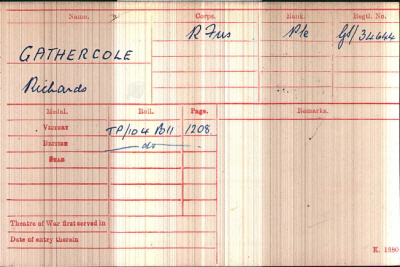 Name. Corps. Rank. Regtl. No.
GATHERCOLE R Fus Pte GS/34644
Richards
Medal. Roll. Page. Remarks.
VICTORY TP/104 B11 1208
BRITISH do .
STAR
Theatre of War first served in
Date of entry therein
K. 1380